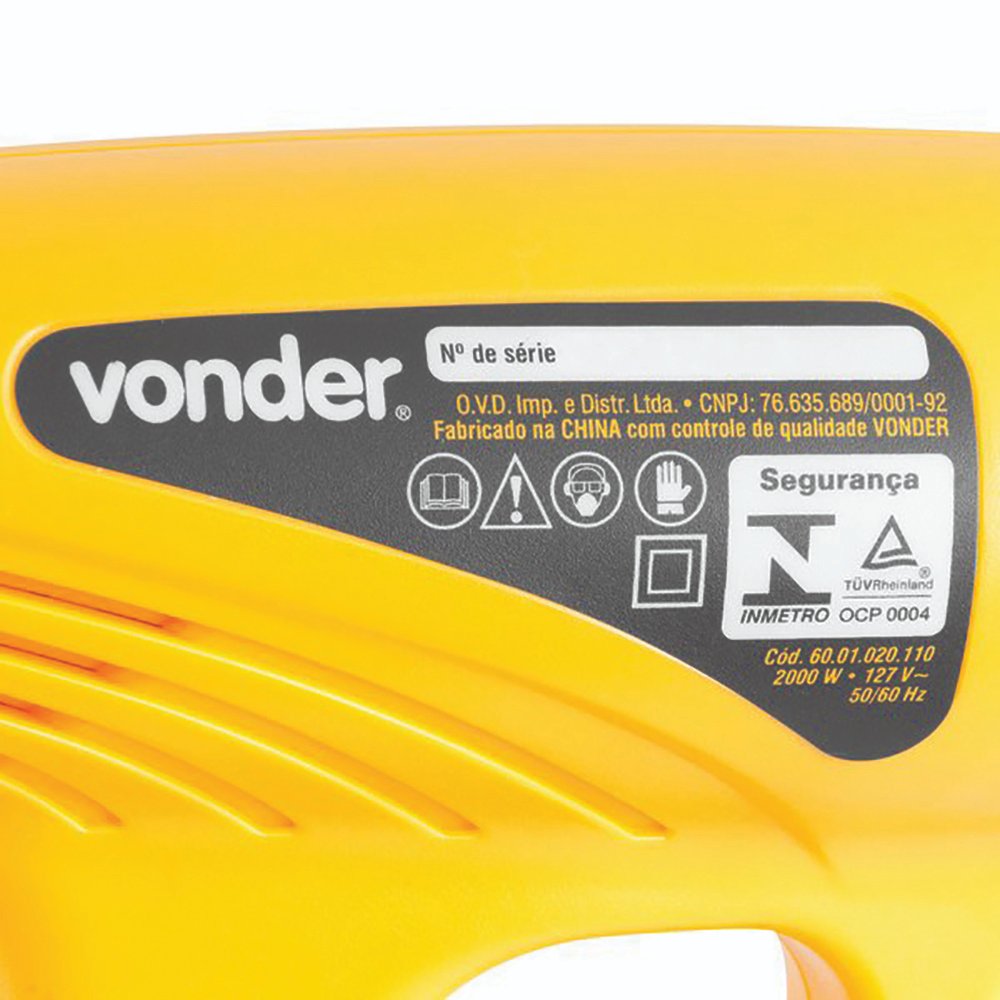 vonder®
Nº de série
O.V.D. Imp. e Distr. Ltda. • CNPJ: 76.635.689/0001-92
Fabricado na CHINA com controle de qualidade VONDER
Segurança
TÜVRheinland®
INMETRO OCP 0004
Cód. 60.01.020.110
2000 W • 127 V~
50/60 Hz